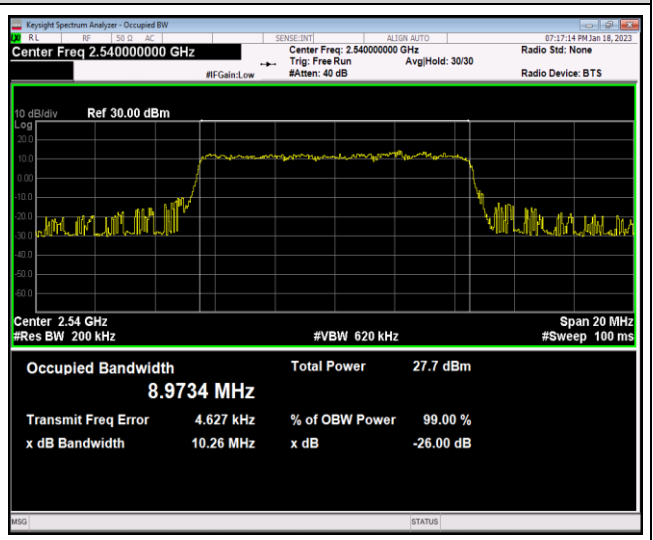 Keysight Spectrum Analyzer - Occupied BW
RL RF 50 Ω AC SENSE:INT ALIGN AUTO 07:17:14 PM Jan 18, 2023
Center Freq 2.540000000 GHz Center Freq: 2.540000000 GHz Radio Std: None
Trig: Free Run Avg|Hold: 30/30
#IFGain:Low #Atten: 40 dB Radio Device: BTS
10 dB/div Ref 30.00 dBm
Log
20.0
10.0
0.00
-10.0
-20.0
-30.0
-40.0
-50.0
-60.0
Center 2.54 GHz Span 20 MHz
#Res BW 200 kHz #VBW 620 kHz #Sweep 100 ms
Occupied Bandwidth Total Power 27.7 dBm
8.9734 MHz
Transmit Freq Error 4.627 kHz % of OBW Power 99.00 %
x dB Bandwidth 10.26 MHz x dB -26.00 dB
MSG STATUS